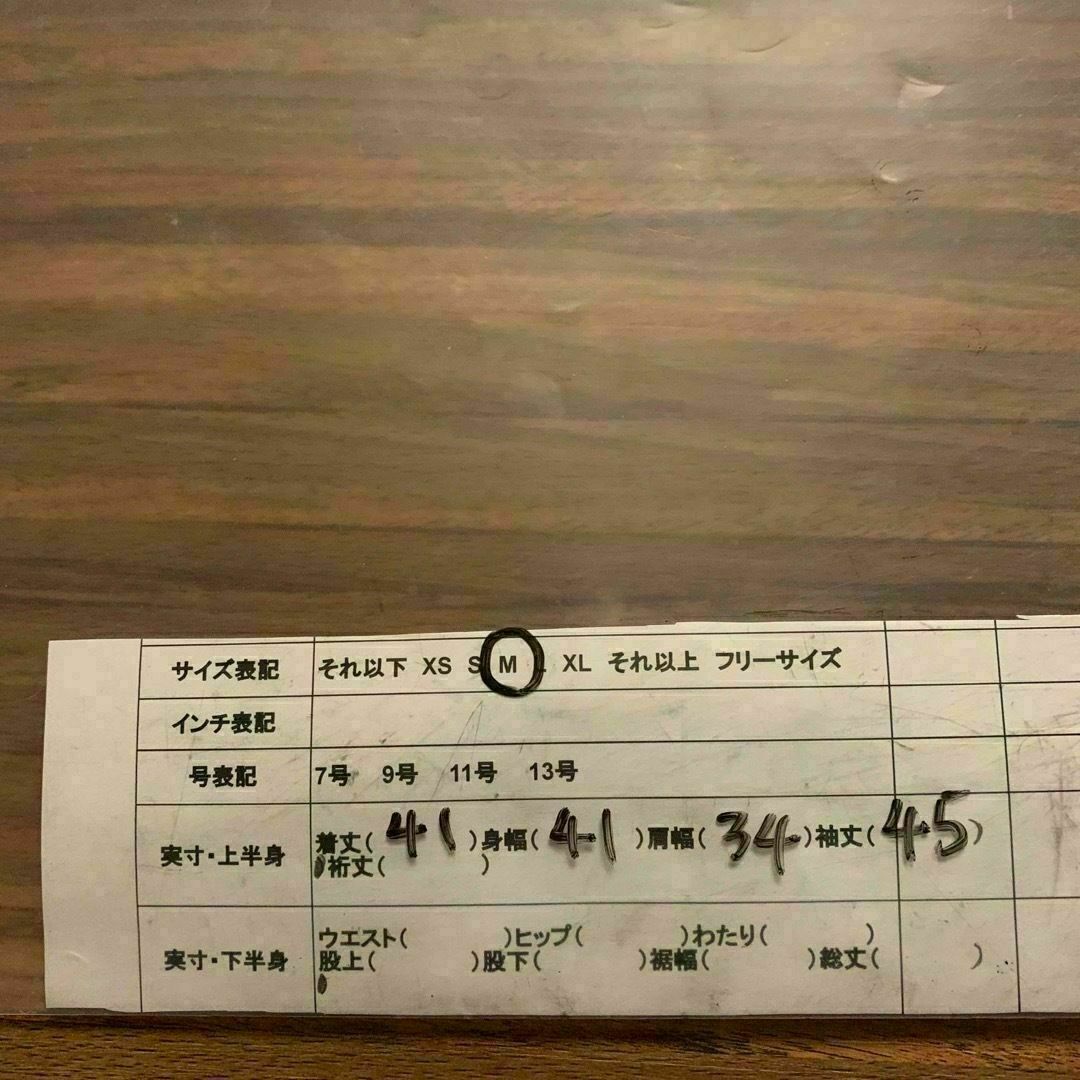 サイズ表記 それ以下 XS S M L XL それ以上 フリーサイズ
インチ表記
号表記 7号 9号 11号 13号
実寸・上半身 着丈( 41 )身幅( 41 )肩幅( 34 )袖丈( 45 )
裄丈( )
実寸・下半身 ウエスト( )ヒップ( )わたり( )
股上( )股下( )裾幅( )総丈( )